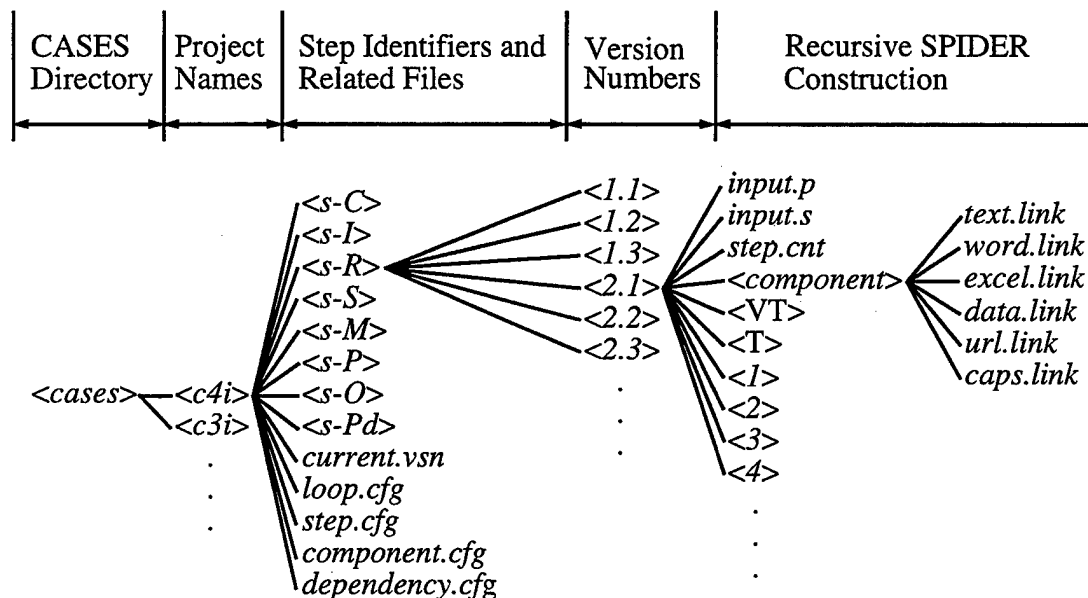 CASES Directory
Project Names
Step Identifiers and Related Files
Version Numbers
Recursive SPIDER Construction
<cases>
<c4i>
<c3i>
<s-C>
<s-I>
<s-R>
<s-S>
<s-M>
<s-P>
<s-O>
<s-Pd>
current.vsn
loop.cfg
step.cfg
component.cfg
dependency.cfg
<1.1>
<1.2>
<1.3>
<2.1>
<2.2>
<2.3>
input.p
input.s
step.cnt
<component>
<VT>
<T>
<1>
<2>
<3>
<4>
text.link
word.link
excel.link
data.link
url.link
caps.link